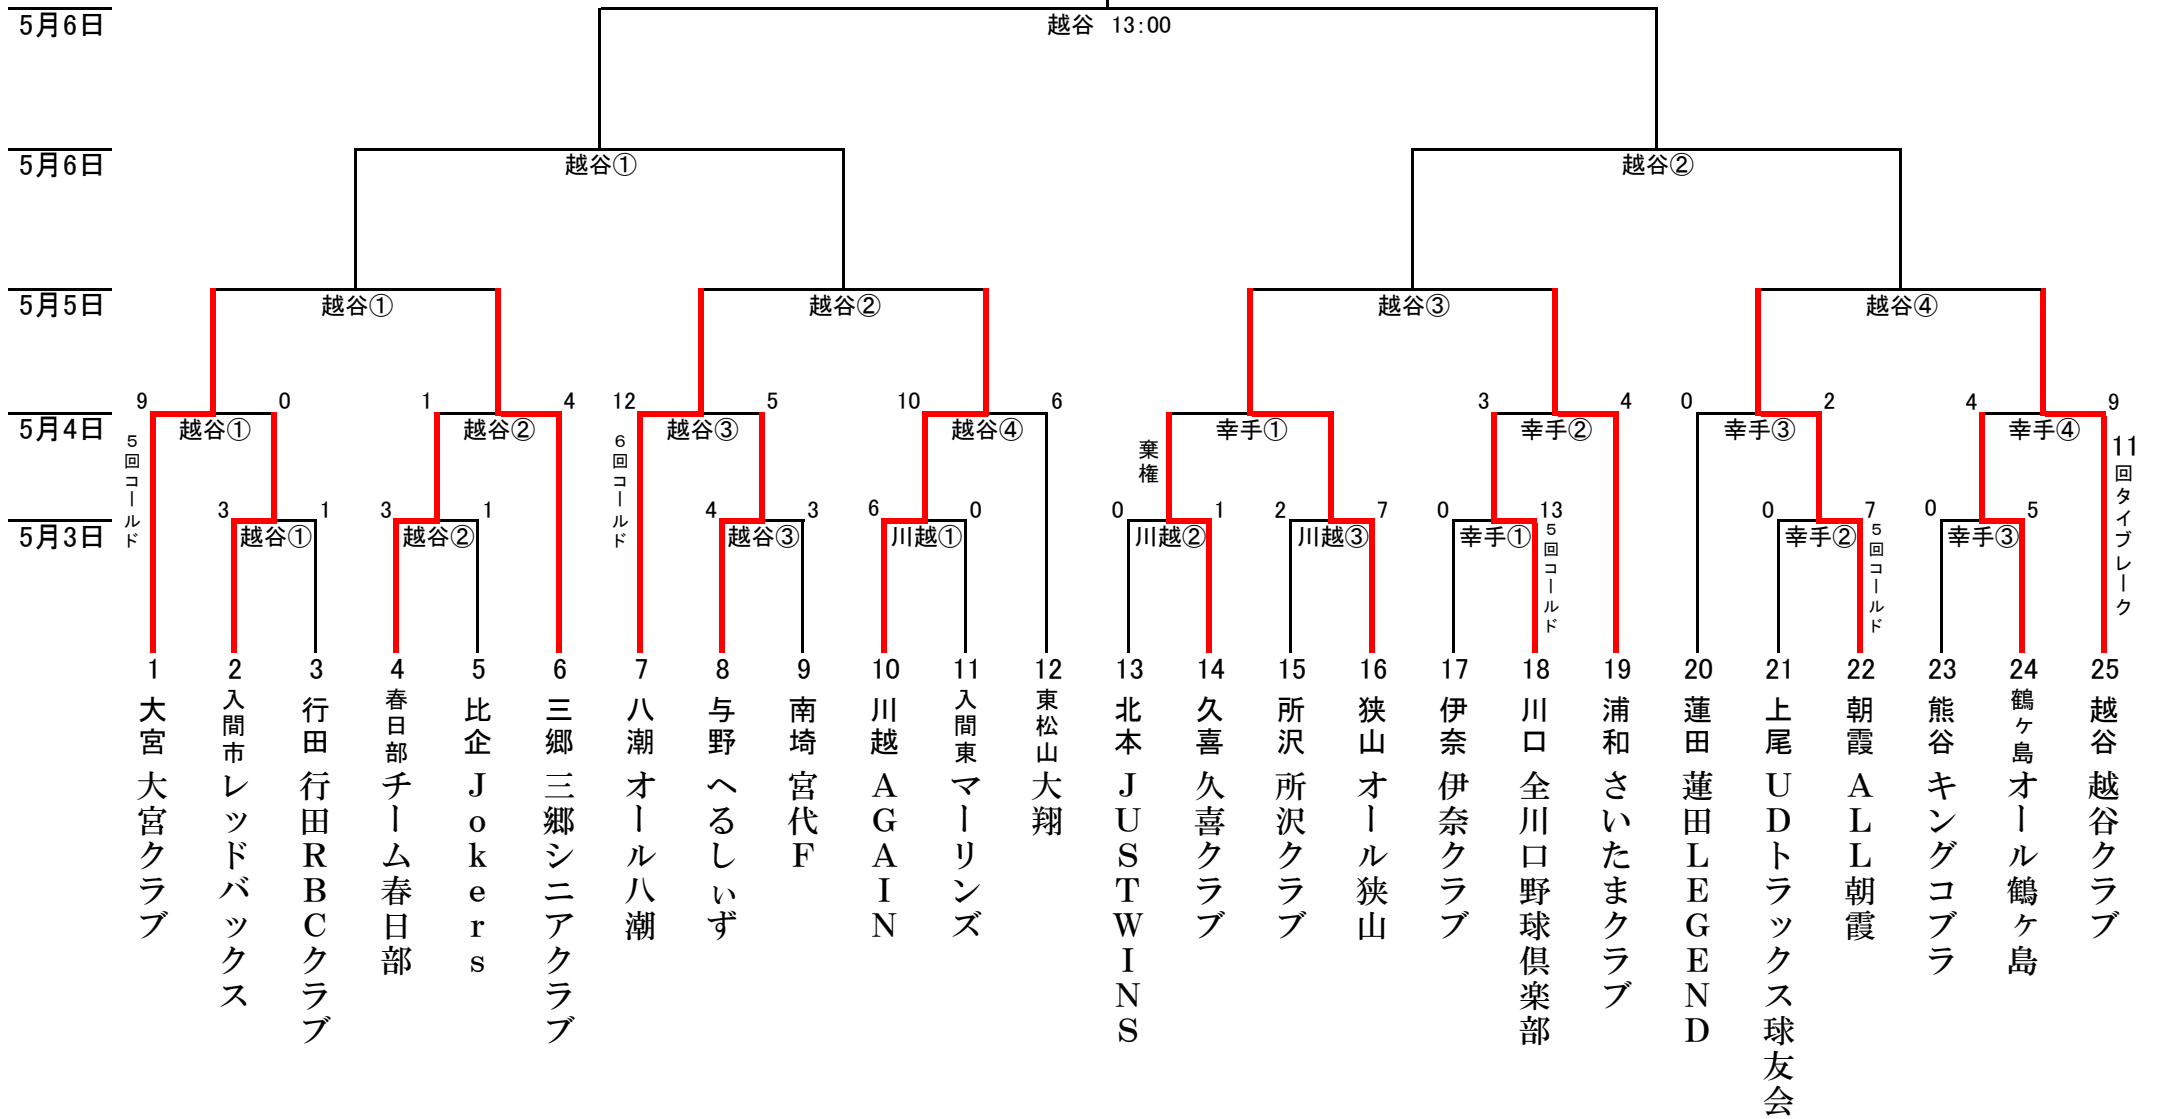 5月6日
越谷 13:00
5月6日
越谷①
越谷②
5月5日
越谷①
越谷②
越谷③
越谷④
9 0 1 4 12 5 10 6 3 4 0 2 4 9
5月4日
越谷①
越谷②
越谷③
越谷④
幸手①
幸手②
幸手③
幸手④
5回コールド
6回コールド
棄権
11回タイブレーク
3 1 3 1 4 3 6 0 0 1 2 7 0 13 0 7 0 5
5月3日
越谷①
越谷②
越谷③
川越①
川越②
川越③
幸手①
5回コールド
幸手②
5回コールド
幸手③
1 大宮 大宮クラブ
2 入間市 レッドバックス
3 行田 行田RBCクラブ
4 春日部 チーム春日部
5 比企 Jokers
6 三郷 三郷シニアクラブ
7 八潮 オール八潮
8 与野 へるしぃず
9 南埼 宮代F
10 川越 AGAIN
11 入間東 マーリンズ
12 東松山 大翔
13 北本 JUSTWINS
14 久喜 久喜クラブ
15 所沢 所沢クラブ
16 狭山 オール狭山
17 伊奈 伊奈クラブ
18 川口 全川口野球倶楽部
19 浦和 さいたまクラブ
20 蓮田 蓮田LEGEND
21 上尾 UDトラックス球友会
22 朝霞 ALL朝霞
23 熊谷 キングコブラ
24 鶴ヶ島 オール鶴ヶ島
25 越谷 越谷クラブ